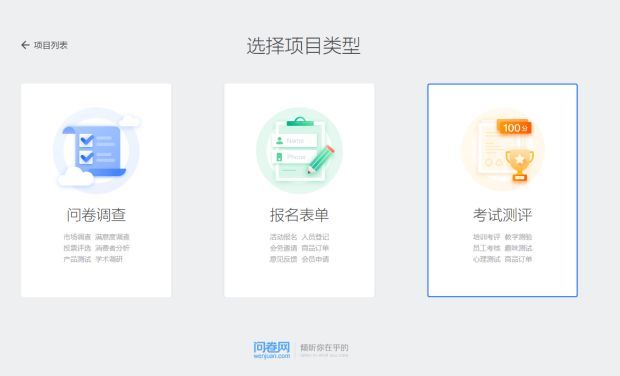 ← 项目列表
选择项目类型
Name
Phone
100分
问卷调查
市场调查 满意度调查
投票评选 消费者分析
产品测试 学术调研
报名表单
活动报名 人员登记
会务邀请 商品订单
意见反馈 会员申请
考试测评
培训考评 教学测验
员工考核 趣味测试
心理测试 商品订单
问卷网
wenjuan.com
倾听你在乎的